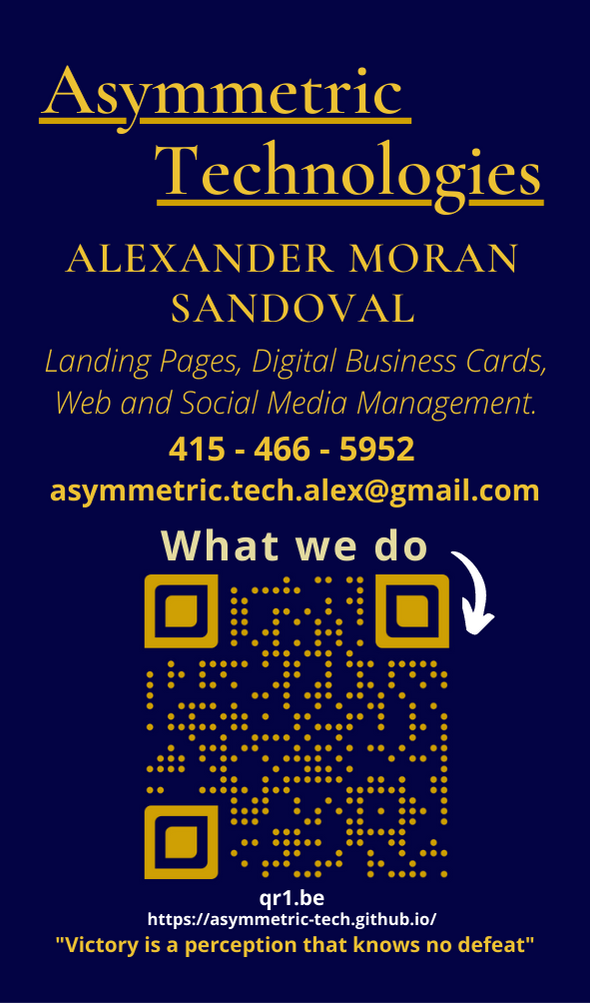 Asymmetric
Technologies
ALEXANDER MORAN
SANDOVAL
Landing Pages, Digital Business Cards,
Web and Social Media Management.
415 - 466 - 5952
asymmetric.tech.alex@gmail.com
What we do
qr1.be
https://asymmetric-tech.github.io/
"Victory is a perception that knows no defeat"